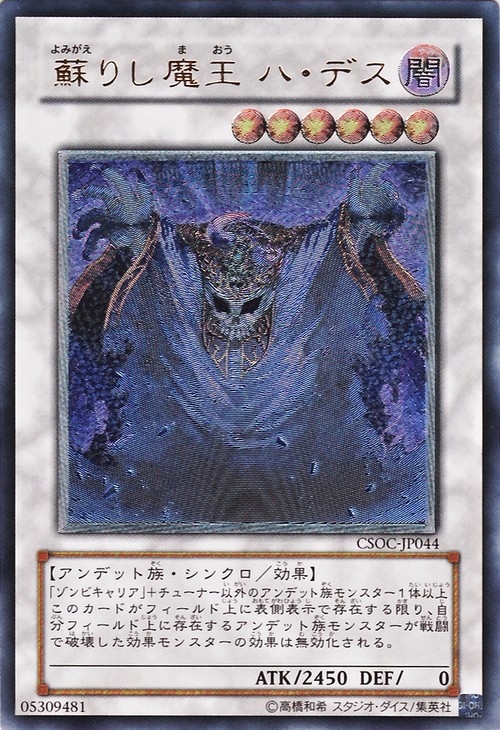 よみがえ ま おう
蘇りし魔王 ハ・デス 闇
CSOC-JP044
【アンデット族・シンクロ/効果】
「ゾンビキャリア」+チューナー以外のアンデット族モンスター1体以上
このカードがフィールド上に表側表示で存在する限り、自
分フィールド上に存在するアンデット族モンスターが戦闘
で破壊した効果モンスターの効果は無効化される。
ATK/2450 DEF/ 0
05309481 ©高橋和希 スタジオ・ダイス/集英社